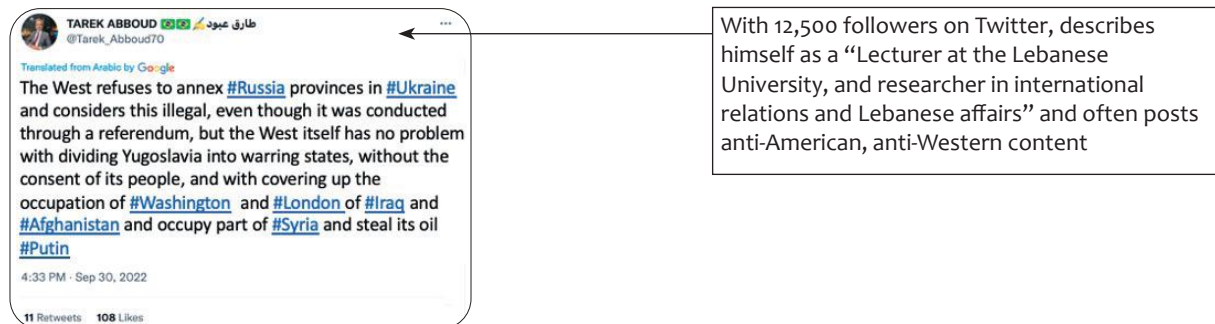 TAREK ABBOUD 🇧🇷🇧🇷✍️ طارق عبود
@Tarek_Abboud70
...
Translated from Arabic by Google
The West refuses to annex #Russia provinces in #Ukraine
and considers this illegal, even though it was conducted
through a referendum, but the West itself has no problem
with dividing Yugoslavia into warring states, without the
consent of its people, and with covering up the
occupation of #Washington and #London of #Iraq and
#Afghanistan and occupy part of #Syria and steal its oil
#Putin
4:33 PM · Sep 30, 2022
11 Retweets 108 Likes
With 12,500 followers on Twitter, describes
himself as a “Lecturer at the Lebanese
University, and researcher in international
relations and Lebanese affairs” and often posts
anti-American, anti-Western content